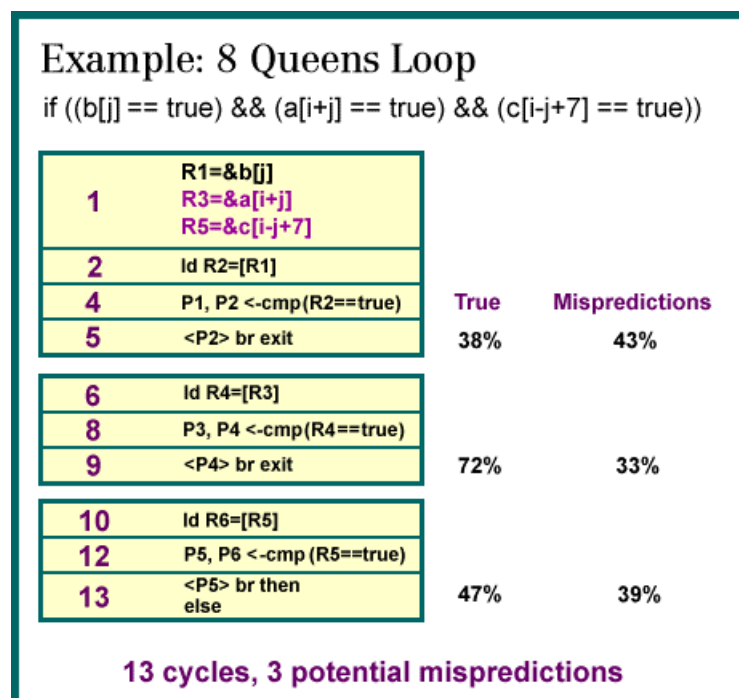 Example: 8 Queens Loop
if ((b[j] == true) && (a[i+j] == true) && (c[i-j+7] == true))
1
R1=&b[j]
R3=&a[i+j]
R5=&c[i-j+7]
2 ld R2=[R1]
4 P1, P2 <-cmp(R2==true) True Mispredictions
5 <P2> br exit 38% 43%
6 ld R4=[R3]
8 P3, P4 <-cmp(R4==true)
9 <P4> br exit 72% 33%
10 ld R6=[R5]
12 P5, P6 <-cmp (R5==true)
13 <P5> br then 47% 39%
else
13 cycles, 3 potential mispredictions